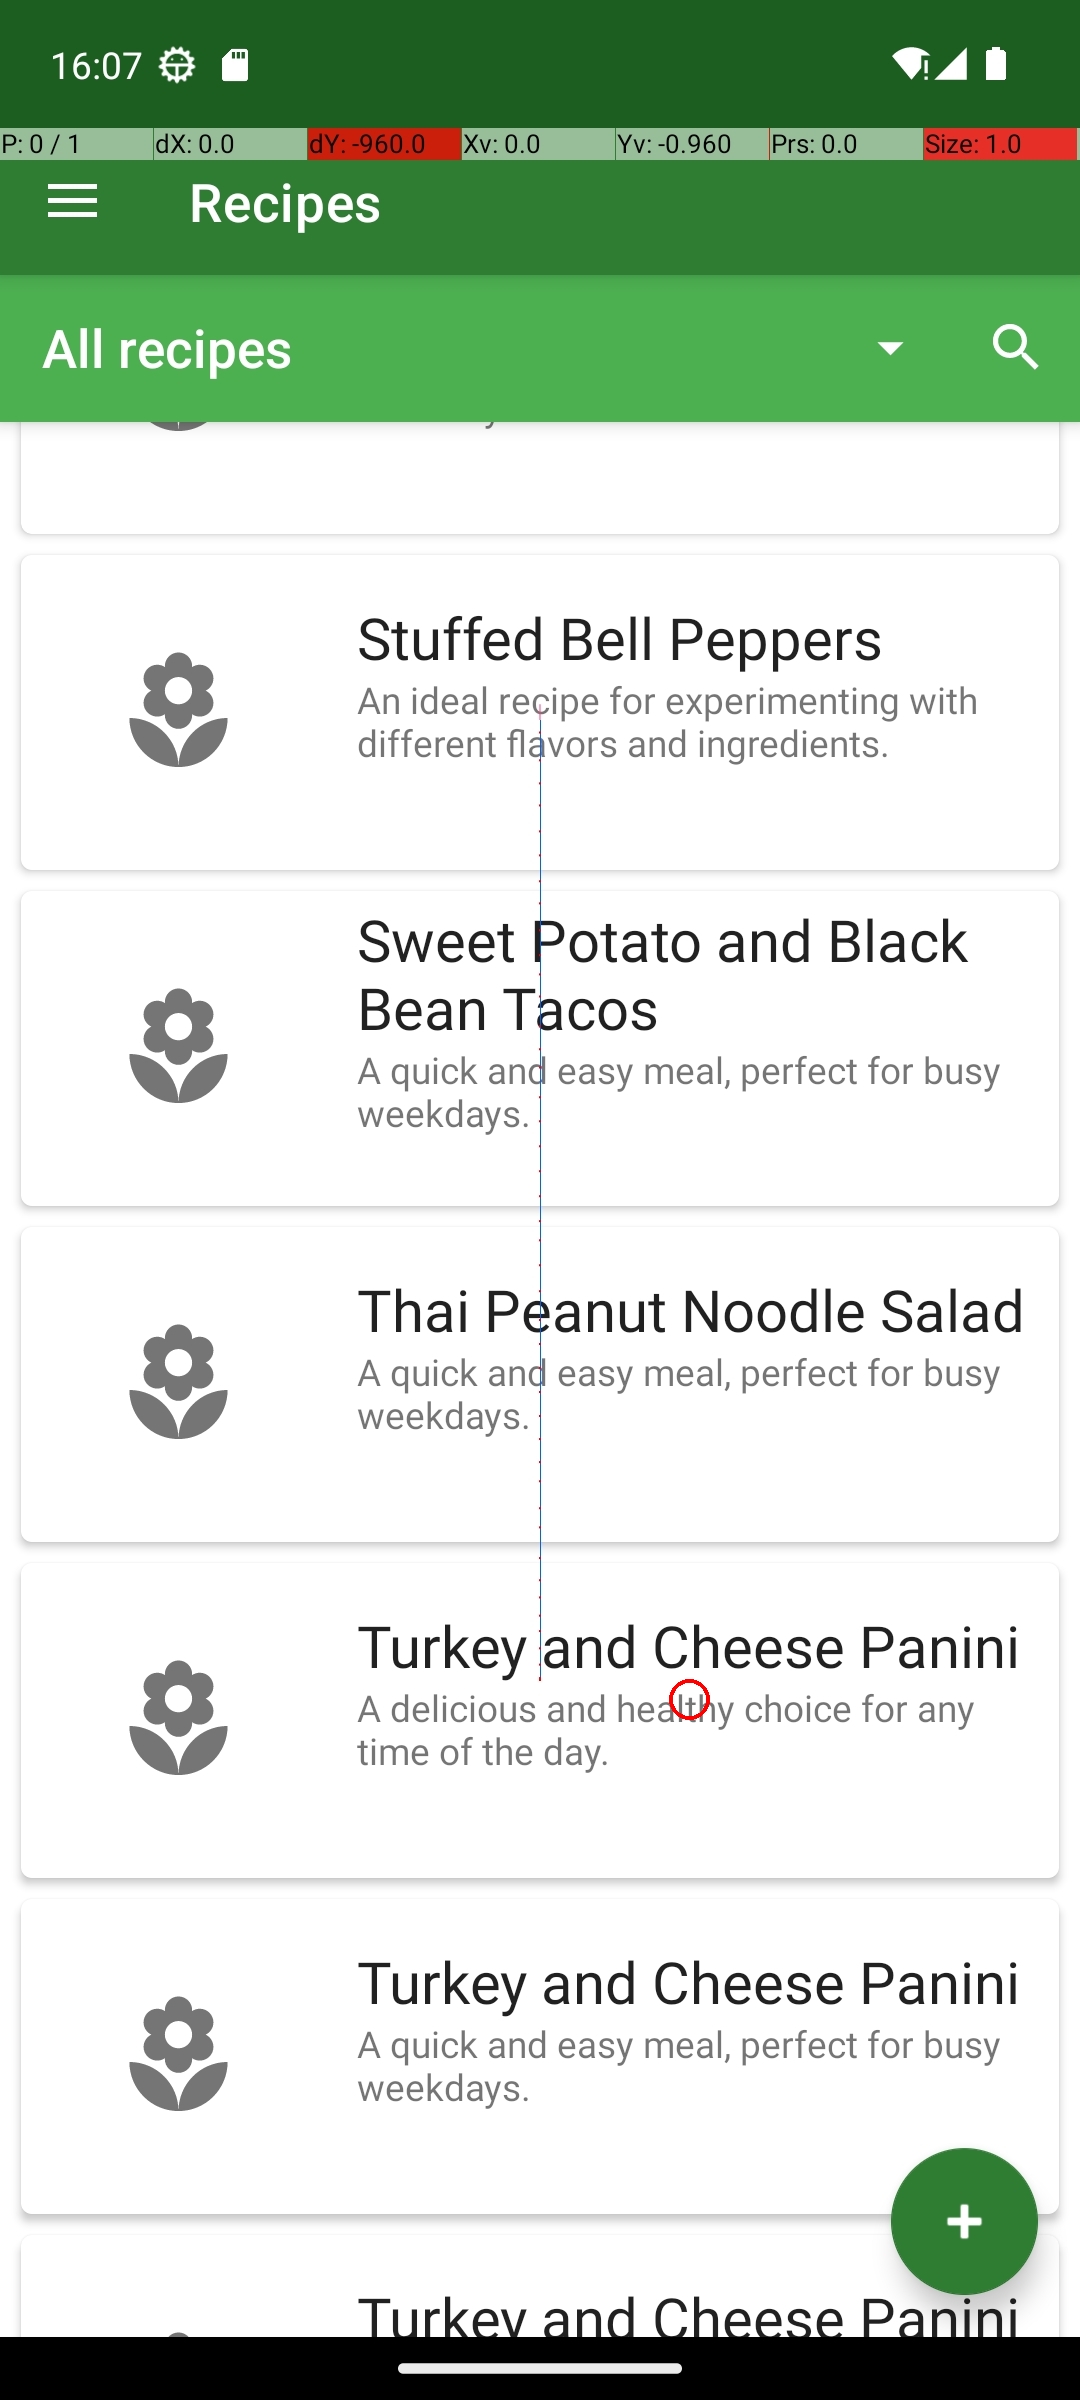 16:07
P: 0 / 1 dX: 0.0 dY: -960.0 Xv: 0.0 Yv: -0.960 Prs: 0.0 Size: 1.0
Recipes
All recipes
Stuffed Bell Peppers
An ideal recipe for experimenting with
different flavors and ingredients.
Sweet Potato and Black
Bean Tacos
A quick and easy meal, perfect for busy
weekdays.
Thai Peanut Noodle Salad
A quick and easy meal, perfect for busy
weekdays.
Turkey and Cheese Panini
A delicious and healthy choice for any
time of the day.
Turkey and Cheese Panini
A quick and easy meal, perfect for busy
weekdays.
Turkey and Cheese Panini